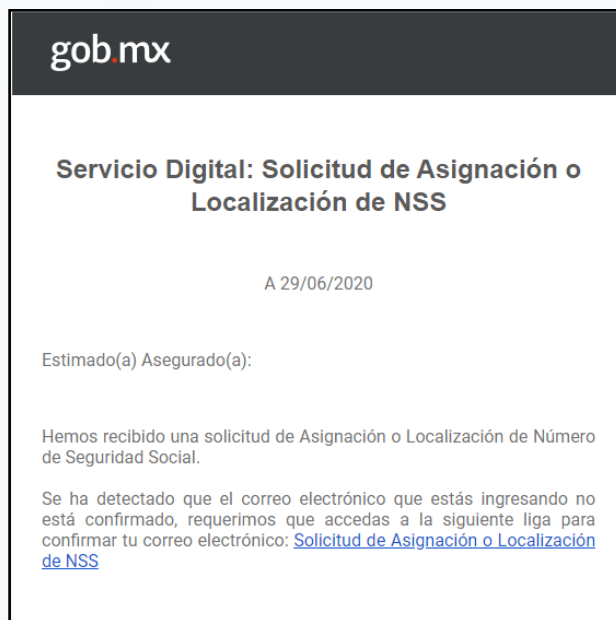 gob.mx
Servicio Digital: Solicitud de Asignación o
Localización de NSS
A 29/06/2020
Estimado(a) Asegurado(a):
Hemos recibido una solicitud de Asignación o Localización de Número
de Seguridad Social.
Se ha detectado que el correo electrónico que estás ingresando no
está confirmado, requerimos que accedas a la siguiente liga para
confirmar tu correo electrónico: Solicitud de Asignación o Localización
de NSS